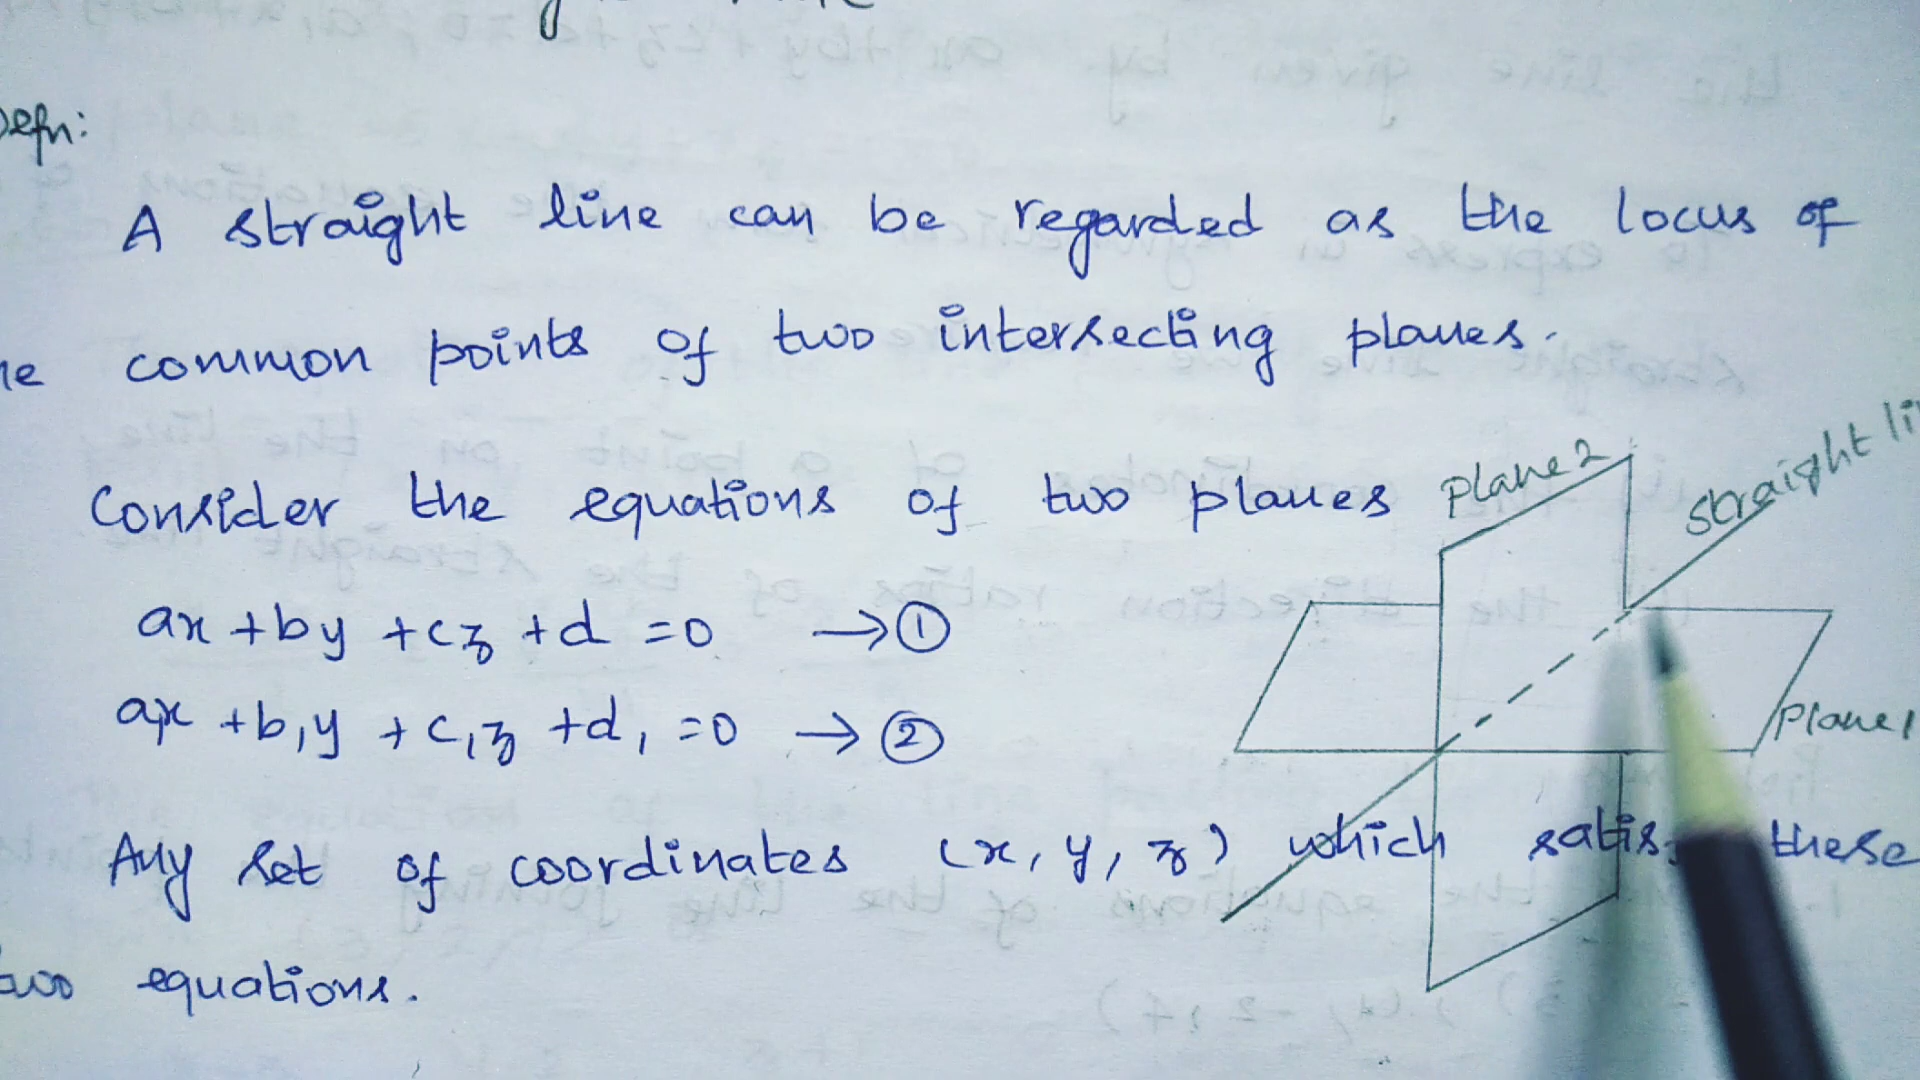 Defn:
A straight line can be regarded as the locus of
common points of two intersecting planes.
Consider the equations of two planes
ax + by + cz + d = 0 → ①
a₁x + b₁y + c₁z + d₁ = 0 → ②
Plane 2
straight li
Plane 1
Any set of coordinates (x, y, z) which satis these
two equations.